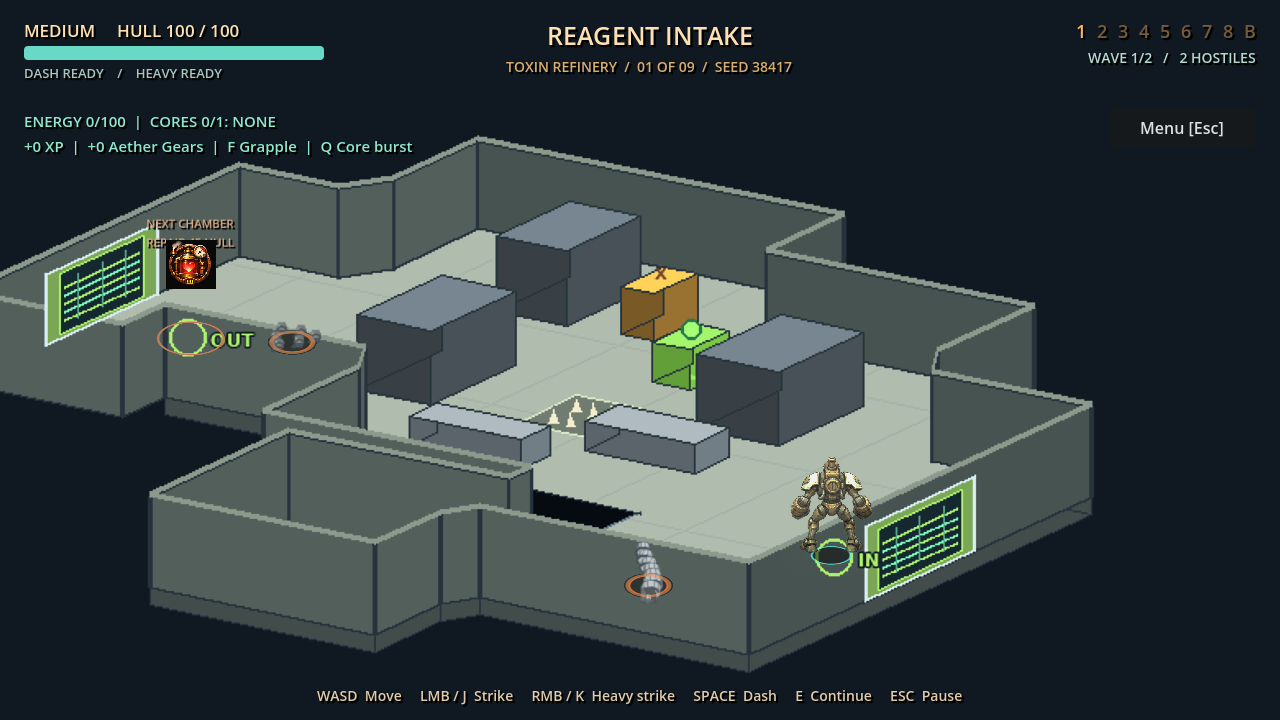 MEDIUM HULL 100 / 100
DASH READY / HEAVY READY
ENERGY 0/100 | CORES 0/1: NONE
+0 XP | +0 Aether Gears | F Grapple | Q Core burst
REAGENT INTAKE
TOXIN REFINERY / 01 OF 09 / SEED 38417
1 2 3 4 5 6 7 8 B
WAVE 1/2 / 2 HOSTILES
Menu [Esc]
NEXT CHAMBER
X
OUT
IN
WASD Move LMB / J Strike RMB / K Heavy strike SPACE Dash E Continue ESC Pause